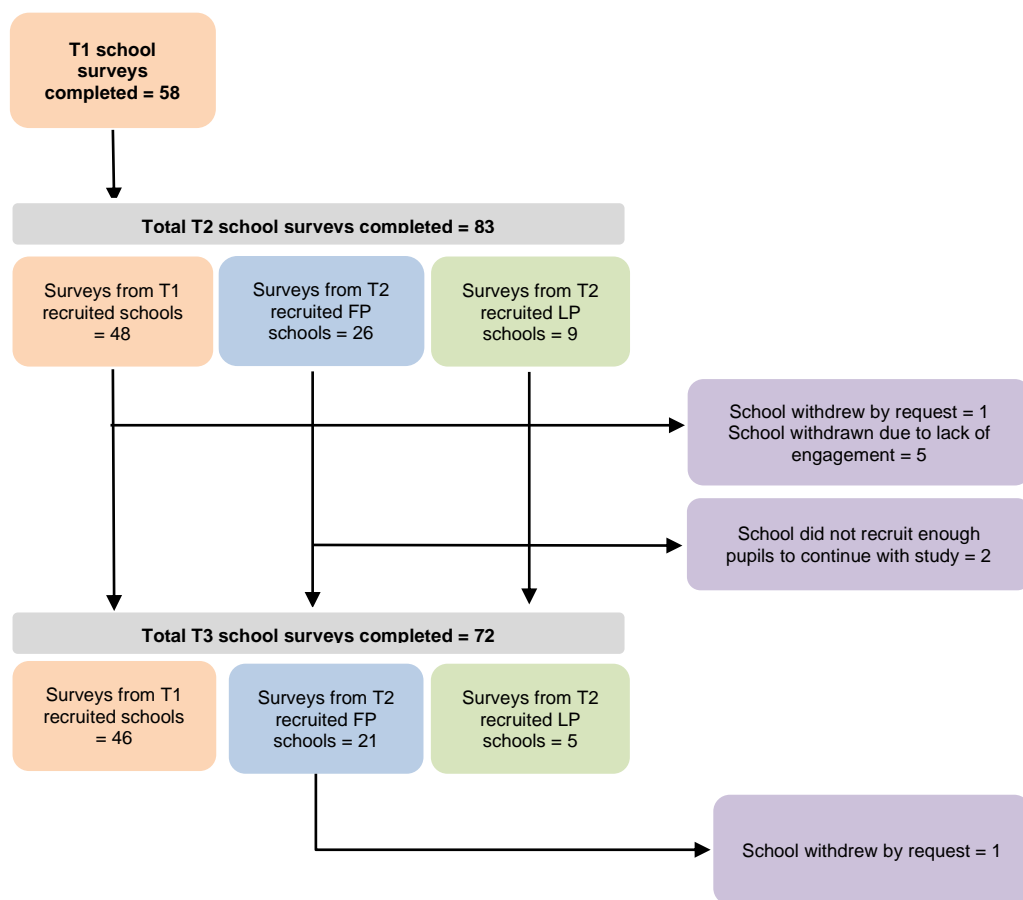 T1 school
surveys
completed = 58
Total T2 school surveys completed = 83
Surveys from T1
recruited schools
= 48
Surveys from T2
recruited FP
schools = 26
Surveys from T2
recruited LP
schools = 9
School withdrew by request = 1
School withdrawn due to lack of
engagement = 5
School did not recruit enough
pupils to continue with study = 2
Total T3 school surveys completed = 72
Surveys from T1
recruited schools
= 46
Surveys from T2
recruited FP
schools = 21
Surveys from T2
recruited LP
schools = 5
School withdrew by request = 1